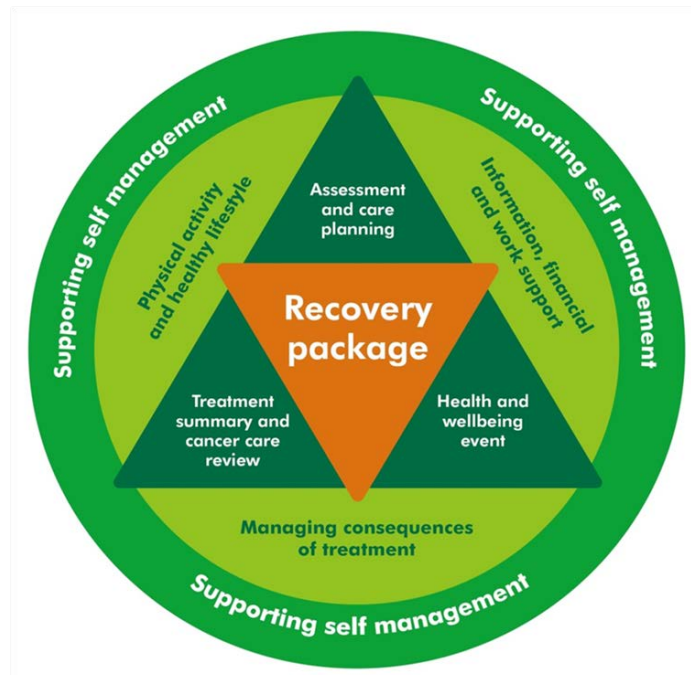 Supporting self management
Supporting self management
Physical activity
and healthy lifestyle
Information, financial
and work support
Assessment
and care
planning
Recovery
package
Treatment
summary and
cancer care
review
Health and
wellbeing
event
Managing consequences
of treatment
Supporting self management